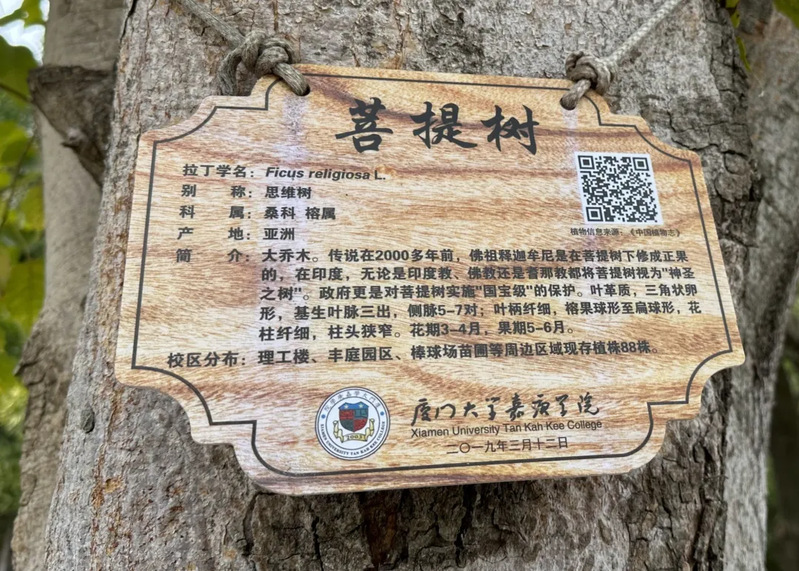 菩提树
拉丁学名：Ficus religiosa L.
别 称：思维树
科 属：桑科 榕属
产 地：亚洲
植物信息来源：《中国植物志》
简 介：大乔木。传说在2000多年前，佛祖释迦牟尼是在菩提树下修成正果
的，在印度，无论是印度教、佛教还是耆那教都将菩提树视为"神圣
之树"。政府更是对菩提树实施"国宝级"的保护。叶革质，三角状卵
形，基生叶脉三出，侧脉5-7对；叶柄纤细，榕果球形至扁球形，花
柱纤细，柱头狭窄。花期3-4月，果期5-6月。
校区分布：理工楼、丰庭园区、棒球场苗圃等周边区域现存植株88株。
厦门大学嘉庚学院
Xiamen University Tan Kah Kee College
二〇一九年三月十二日
XIAMEN UNIVERSITY TAN KAH KEE COLLEGE
2003